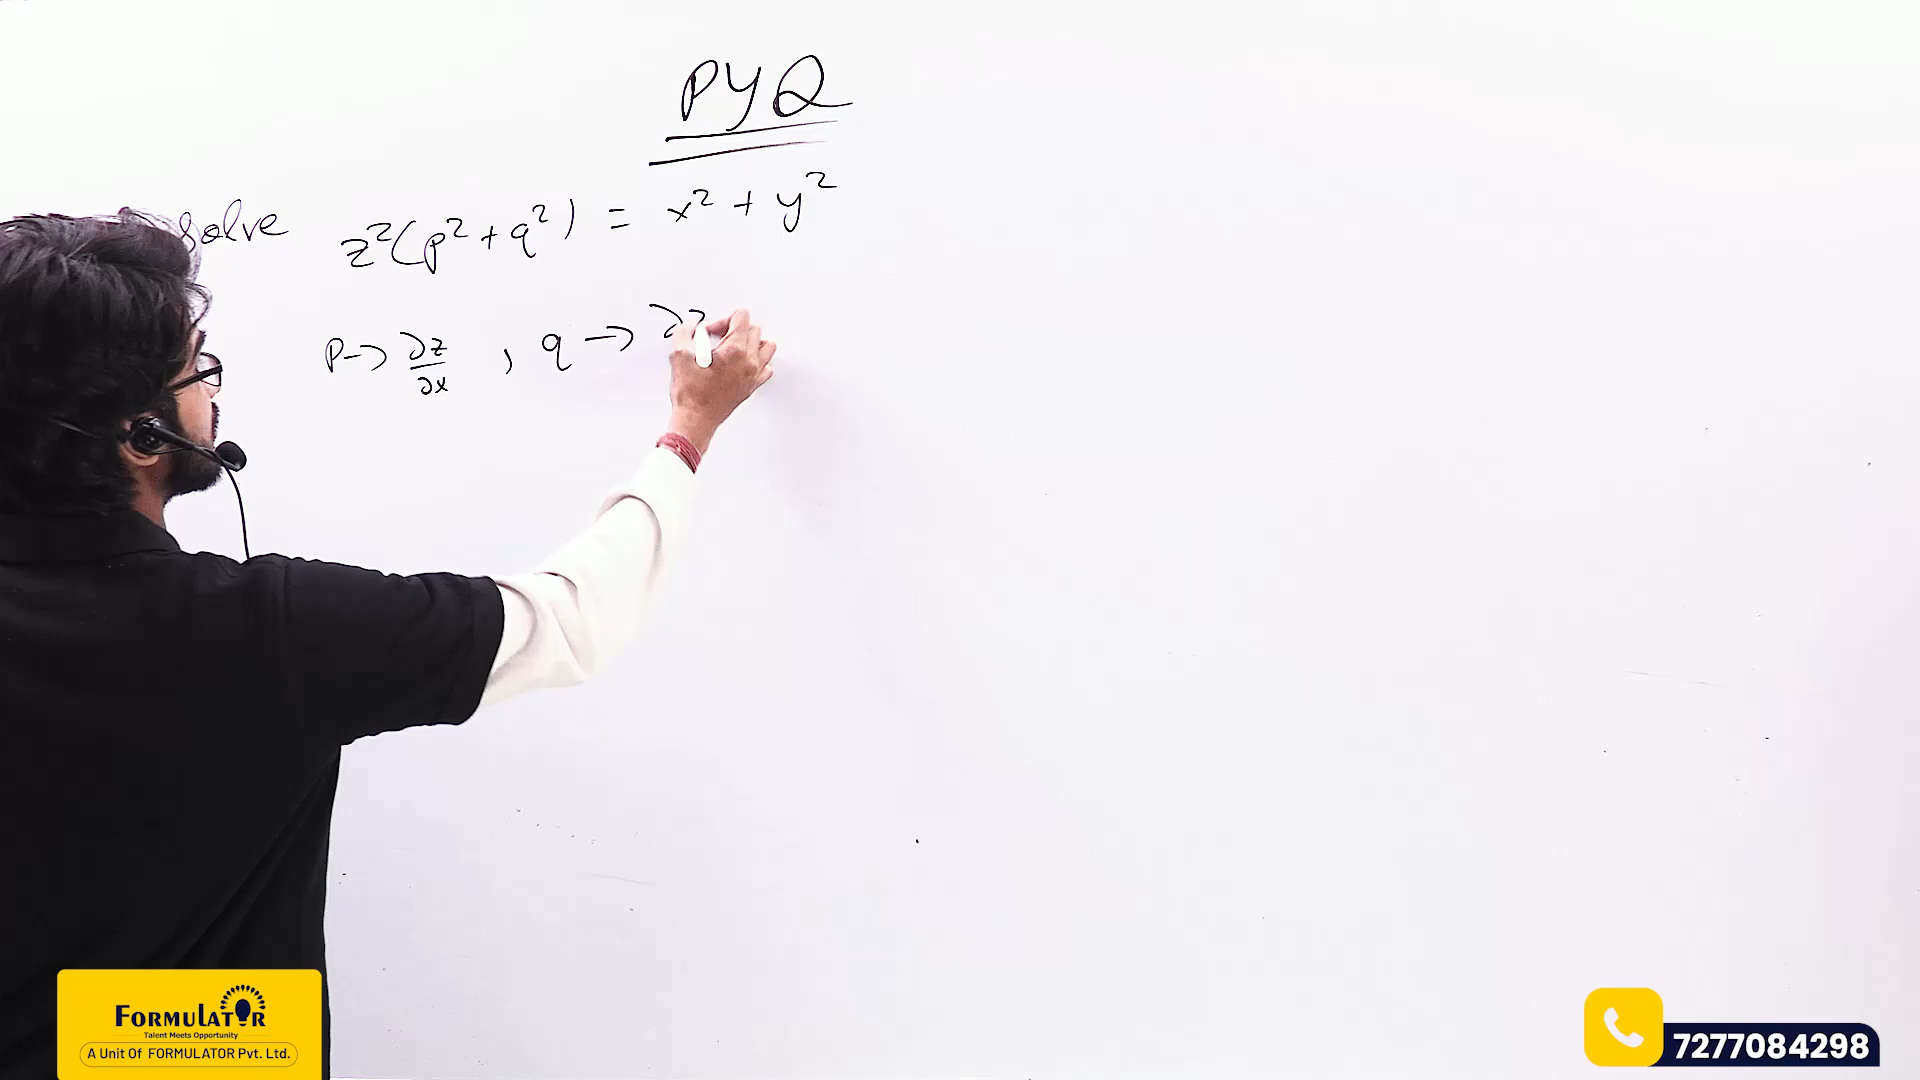 PYQ
solve z²(p²+q²) = x² + y²
P→ ∂z/∂x , q → ∂z
FORMULATOR
Talent Meets Opportunity
A Unit Of FORMULATOR Pvt. Ltd.
7277084298